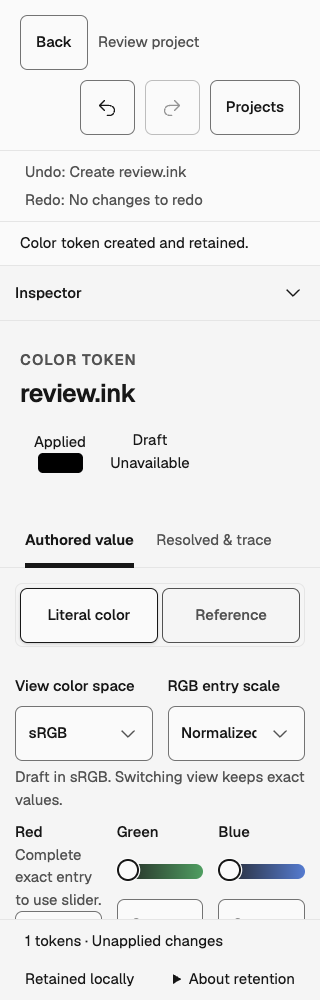 Back Review project
Projects
Undo: Create review.ink
Redo: No changes to redo
Color token created and retained.
Inspector
COLOR TOKEN
review.ink
Applied Draft
Unavailable
Authored value Resolved & trace
Literal color Reference
View color space RGB entry scale
sRGB Normalized
Draft in sRGB. Switching view keeps exact
values.
Red Green Blue
Complete
exact entry
to use slider.
1 tokens · Unapplied changes
Retained locally ▶ About retention